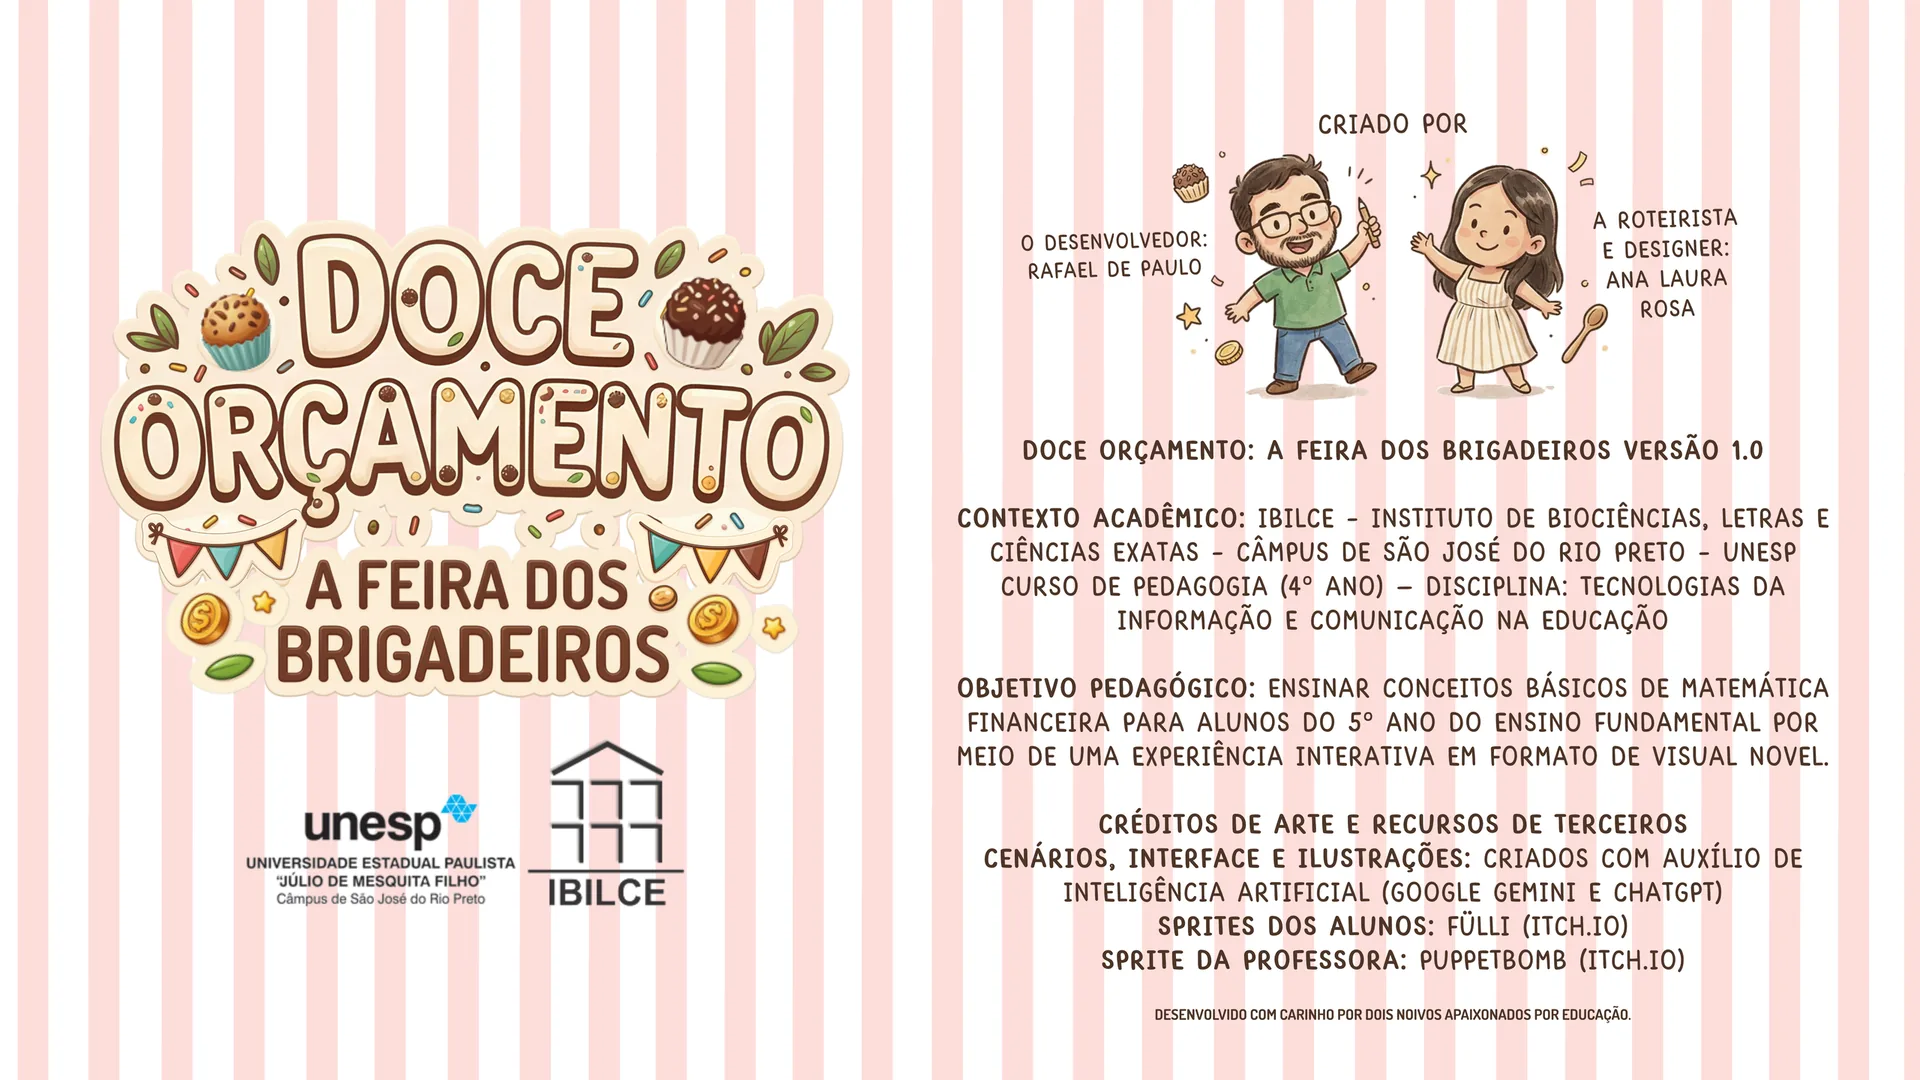 DOCE
ORÇAMENTO
A FEIRA DOS
BRIGADEIROS
unesp
UNIVERSIDADE ESTADUAL PAULISTA
"JÚLIO DE MESQUITA FILHO"
Câmpus de São José do Rio Preto
IBILCE
CRIADO POR
O DESENVOLVEDOR:
RAFAEL DE PAULO
A ROTEIRISTA
E DESIGNER:
ANA LAURA
ROSA
DOCE ORÇAMENTO: A FEIRA DOS BRIGADEIROS VERSÃO 1.0
CONTEXTO ACADÊMICO: IBILCE - INSTITUTO DE BIOCIÊNCIAS, LETRAS E
CIÊNCIAS EXATAS - CÂMPUS DE SÃO JOSÉ DO RIO PRETO - UNESP
CURSO DE PEDAGOGIA (4º ANO) – DISCIPLINA: TECNOLOGIAS DA
INFORMAÇÃO E COMUNICAÇÃO NA EDUCAÇÃO
OBJETIVO PEDAGÓGICO: ENSINAR CONCEITOS BÁSICOS DE MATEMÁTICA
FINANCEIRA PARA ALUNOS DO 5º ANO DO ENSINO FUNDAMENTAL POR
MEIO DE UMA EXPERIÊNCIA INTERATIVA EM FORMATO DE VISUAL NOVEL.
CRÉDITOS DE ARTE E RECURSOS DE TERCEIROS
CENÁRIOS, INTERFACE E ILUSTRAÇÕES: CRIADOS COM AUXÍLIO DE
INTELIGÊNCIA ARTIFICIAL (GOOGLE GEMINI E CHATGPT)
SPRITES DOS ALUNOS: FÜLLI (ITCH.IO)
SPRITE DA PROFESSORA: PUPPETBOMB (ITCH.IO)
DESENVOLVIDO COM CARINHO POR DOIS NOIVOS APAIXONADOS POR EDUCAÇÃO.